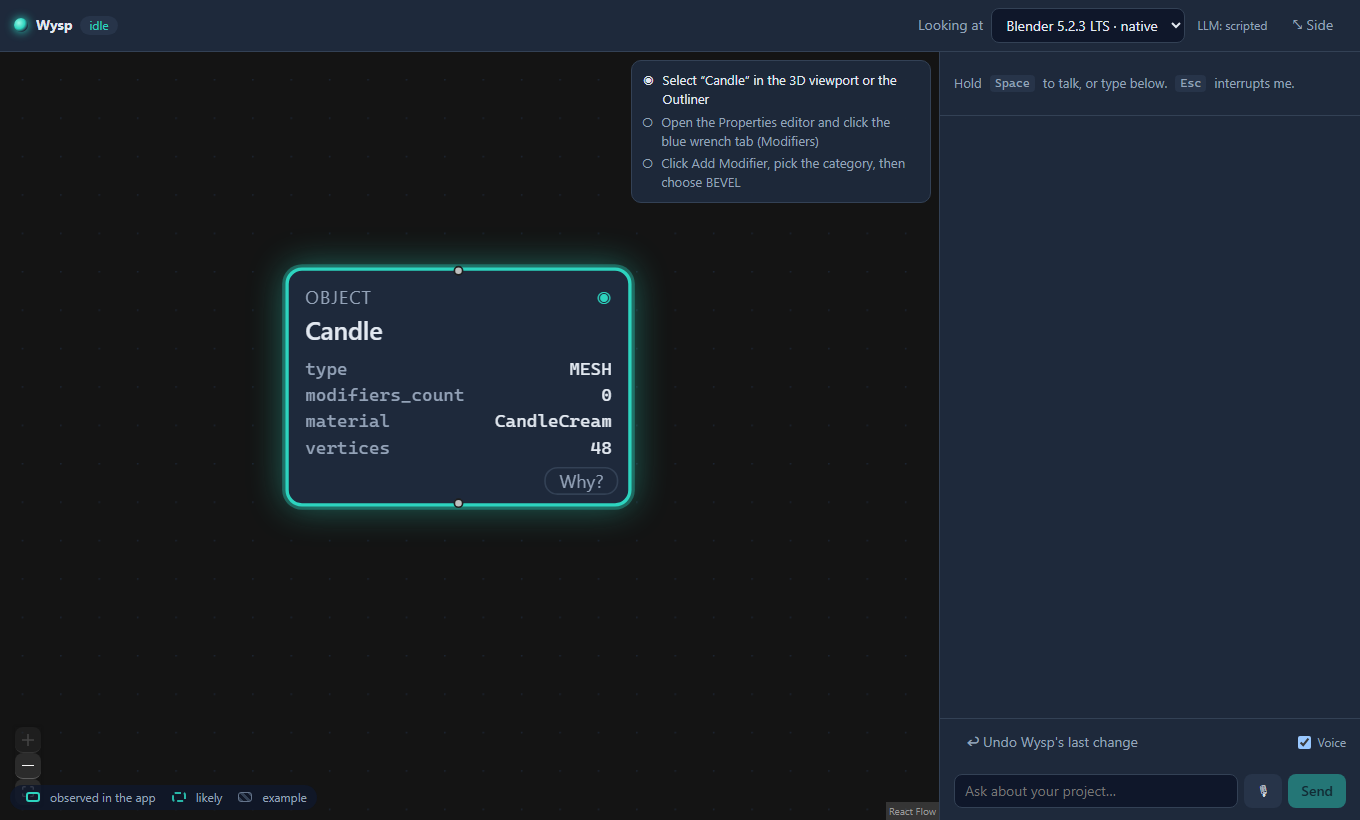 Wysp idle
Looking at Blender 5.2.3 LTS · native LLM: scripted ⤡ Side
Select “Candle” in the 3D viewport or the
Outliner
Open the Properties editor and click the
blue wrench tab (Modifiers)
Click Add Modifier, pick the category, then
choose BEVEL
Hold Space to talk, or type below. Esc interrupts me.
OBJECT
Candle
type MESH
modifiers_count 0
material CandleCream
vertices 48
Why?
observed in the app likely example
React Flow
↩ Undo Wysp's last change Voice
Ask about your project... Send